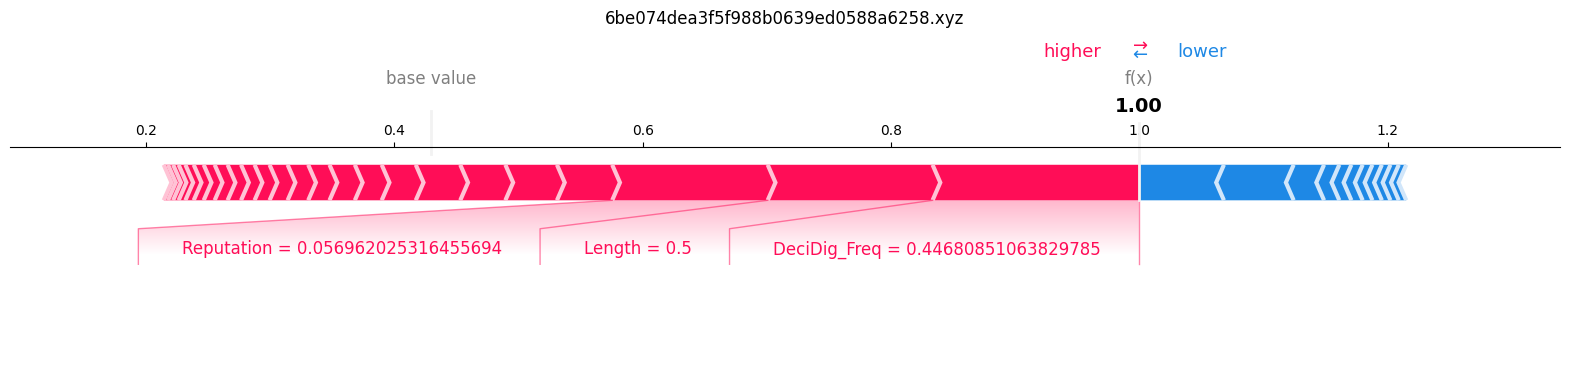 6be074dea3f5f988b0639ed0588a6258.xyz
higher → ← lower
base value f(x)
1.00
0.2 0.4 0.6 0.8 1.0 1.2
Reputation = 0.056962025316455694 Length = 0.5 DeciDig_Freq = 0.44680851063829785